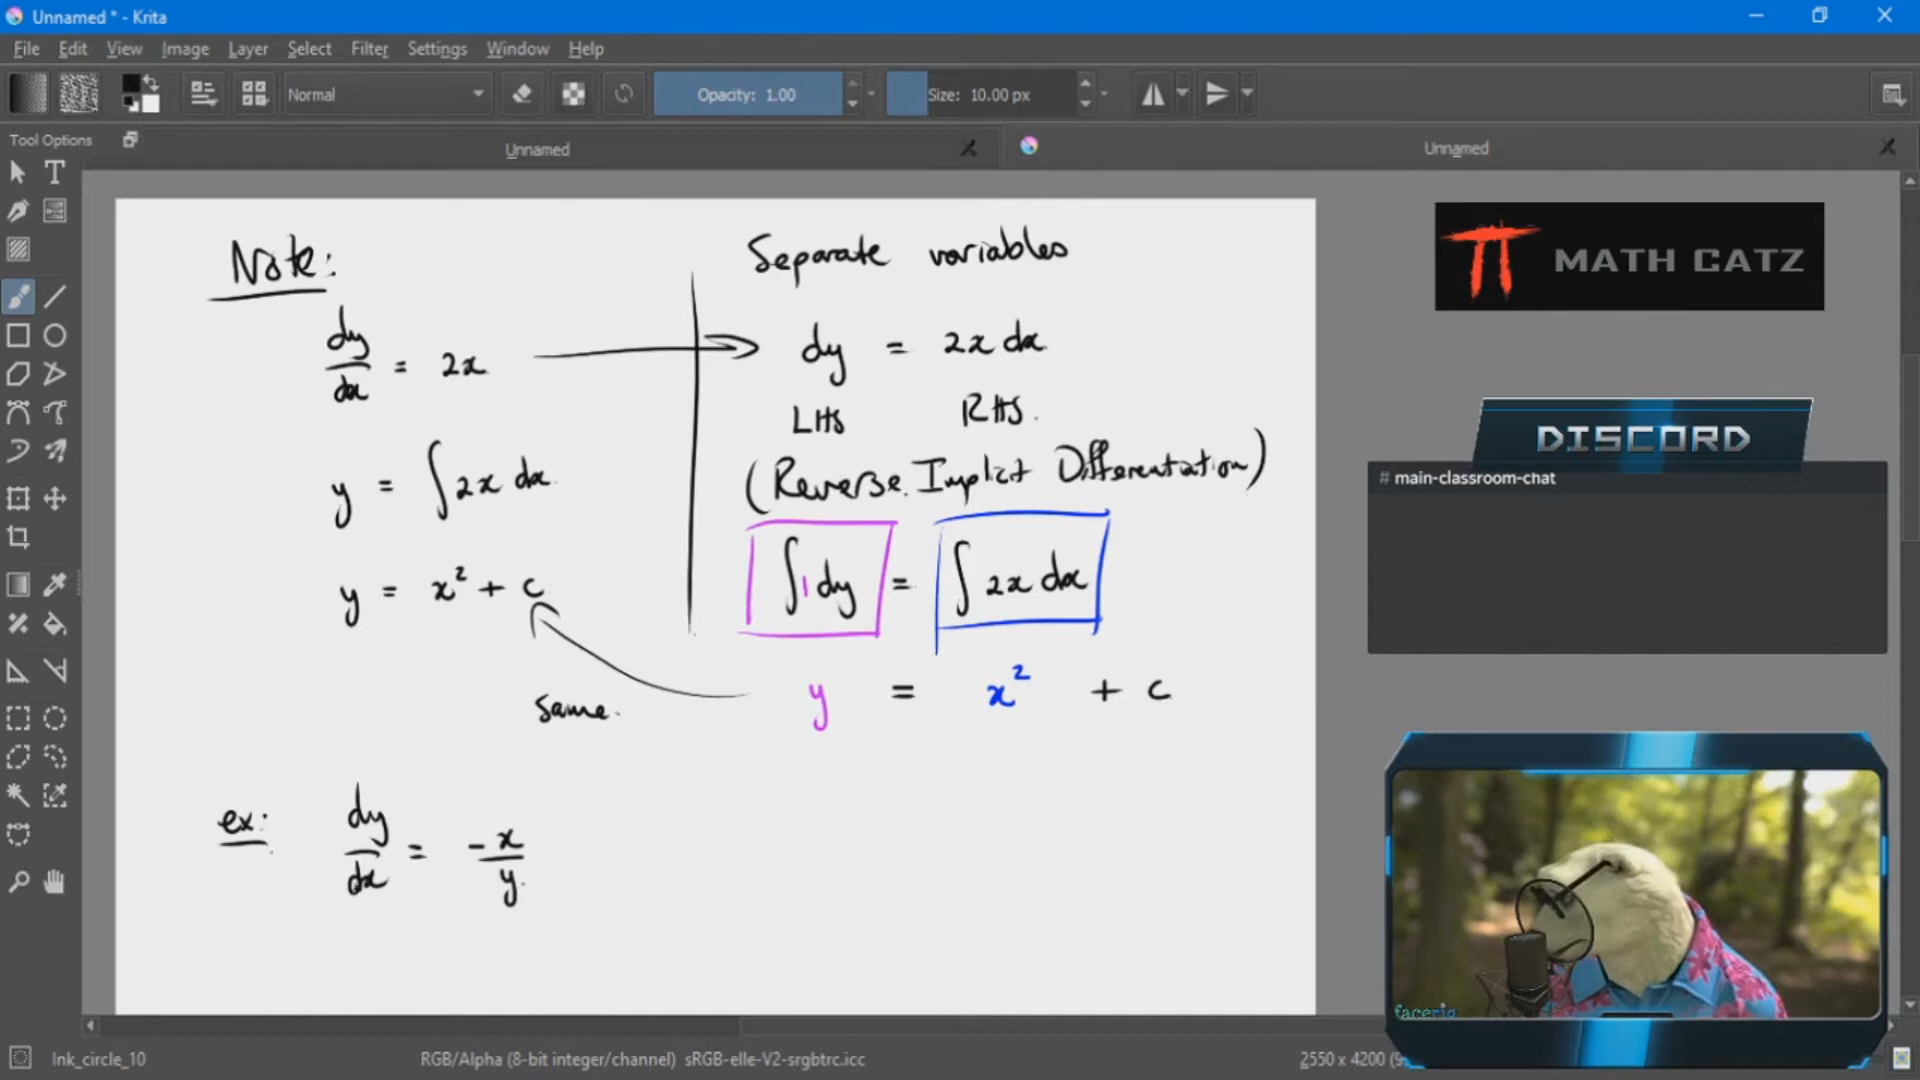 Unnamed * - Krita
File Edit View Image Layer Select Filter Settings Window Help
Normal
Opacity: 1.00
Size: 10.00 px
Tool Options
Unnamed
Unnamed
Note:
dy/dx = 2x
y = ∫2x dx
y = x² + c
same.
Separate variables
dy = 2x dx
LHS RHS.
(Reverse Implicit Differentiation)
∫1 dy = ∫ 2x dx
y = x² + c
ex: dy/dx = -x/y
MATH CATZ
DISCORD
# main-classroom-chat
facerig
Ink_circle_10
RGB/Alpha (8-bit integer/channel) sRGB-elle-V2-srgbtrc.icc
2550 x 4200 (9